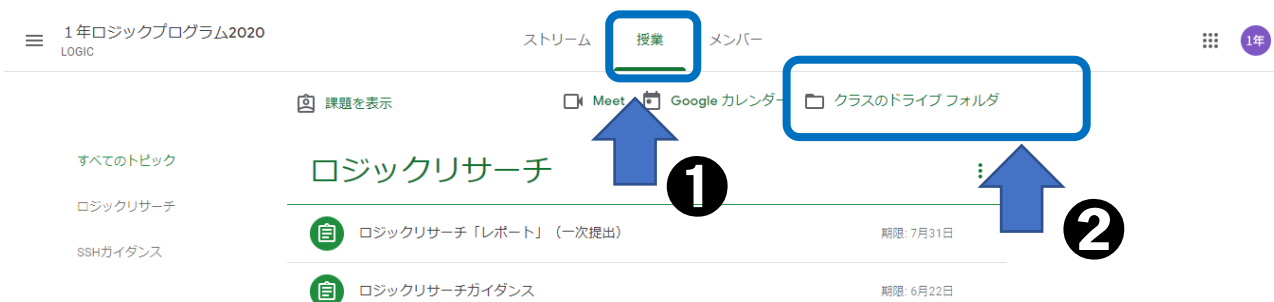 1年ロジックプログラム2020
LOGIC
ストリーム 授業 メンバー
1年
課題を表示 Meet Google カレンダー クラスのドライブ フォルダ
すべてのトピック
ロジックリサーチ
SSHガイダンス
ロジックリサーチ
❶
❷
ロジックリサーチ「レポート」（一次提出） 期限: 7月31日
ロジックリサーチガイダンス 期限: 6月22日